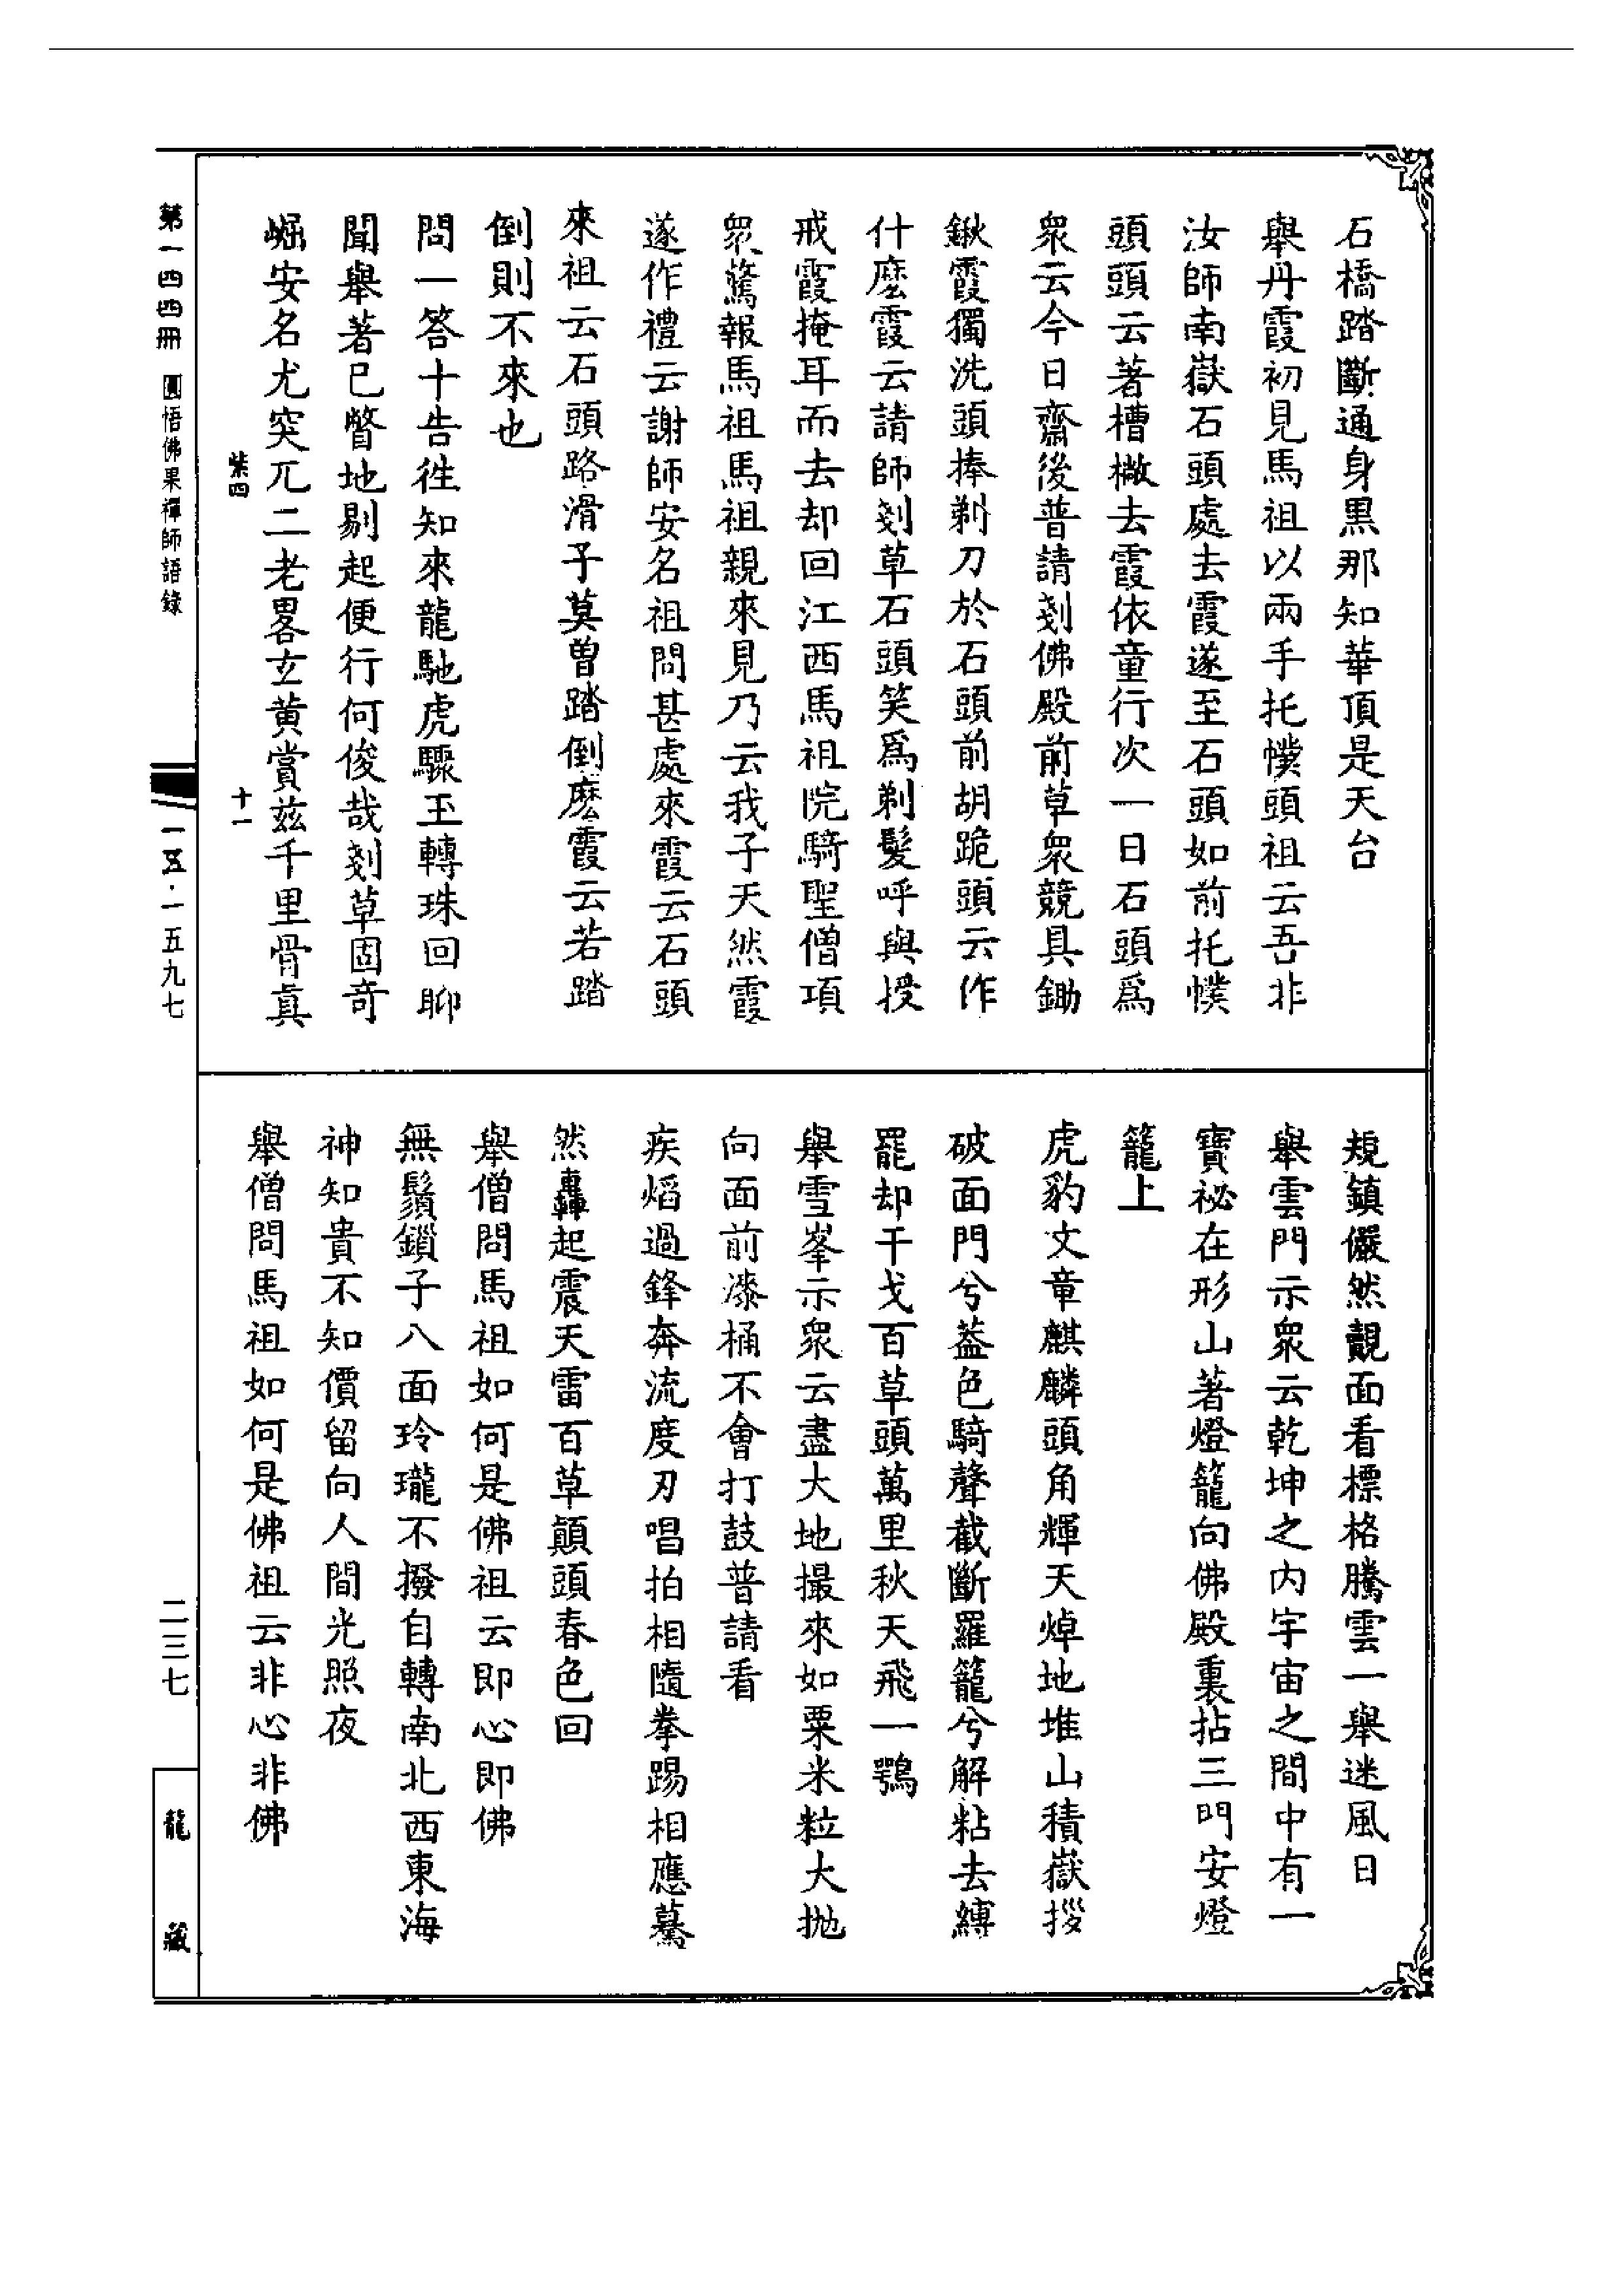 石橋踏斷通身黑那知華頂是天台
舉丹霞初見馬祖以兩手托幞頭祖云吾非
汝師南嶽石頭處去霞遂至石頭如前托幞
頭頭云著槽檄去霞依童行次一日石頭爲
眾云今日齋後普請剗佛殿前草眾競具鋤
鍬霞獨洗頭捧剃刀於石頭前胡跪頭云作
什麽霞云請師剗草石頭笑爲剃髮呼與授
戒霞掩耳而去却回江西馬祖院騎聖僧項
眾驚報馬祖馬祖親來見乃云我子天然霞
遂作禮云謝師安名祖問甚處來霞云石頭
來祖云石頭路滑子莫曾踏倒麽霞云若踏
倒則不來也
問一答十告往知來龍馳虎驟玉轉珠回聊
聞舉著已瞥地剔起便行何俊哉剗草固奇
崛安名尤突兀二老畧玄黄賞茲千里骨真
規鎮儼然覿面看標格騰雲一舉迷風日
舉雲門示眾云乾坤之內宇宙之間中有一
寶祕在形山著燈籠向佛殿裏拈三門安燈
籠上
虎豹文章麒麟頭角輝天焯地堆山積嶽撥
破面門兮葢色騎聲截斷羅籠兮解粘去縛
罷却干戈百草頭萬里秋天飛一鶚
舉雪峯示眾云盡大地撮來如粟米粒大拋
向面前漆桶不會打鼓普請看
疾熖過鋒奔流度刃唱拍相隨拳踢相應驀
然轟起震天雷百草顛頭春色回
舉僧問馬祖如何是佛祖云即心即佛
無鬚鎖子八面玲瓏不撥自轉南北西東海
神知貴不知價留向人間光照夜
舉僧問馬祖如何是佛祖云非心非佛
紫四 十一
第一四四冊 圓悟佛果禪師語錄 一五·一五九七 二三七 龍藏